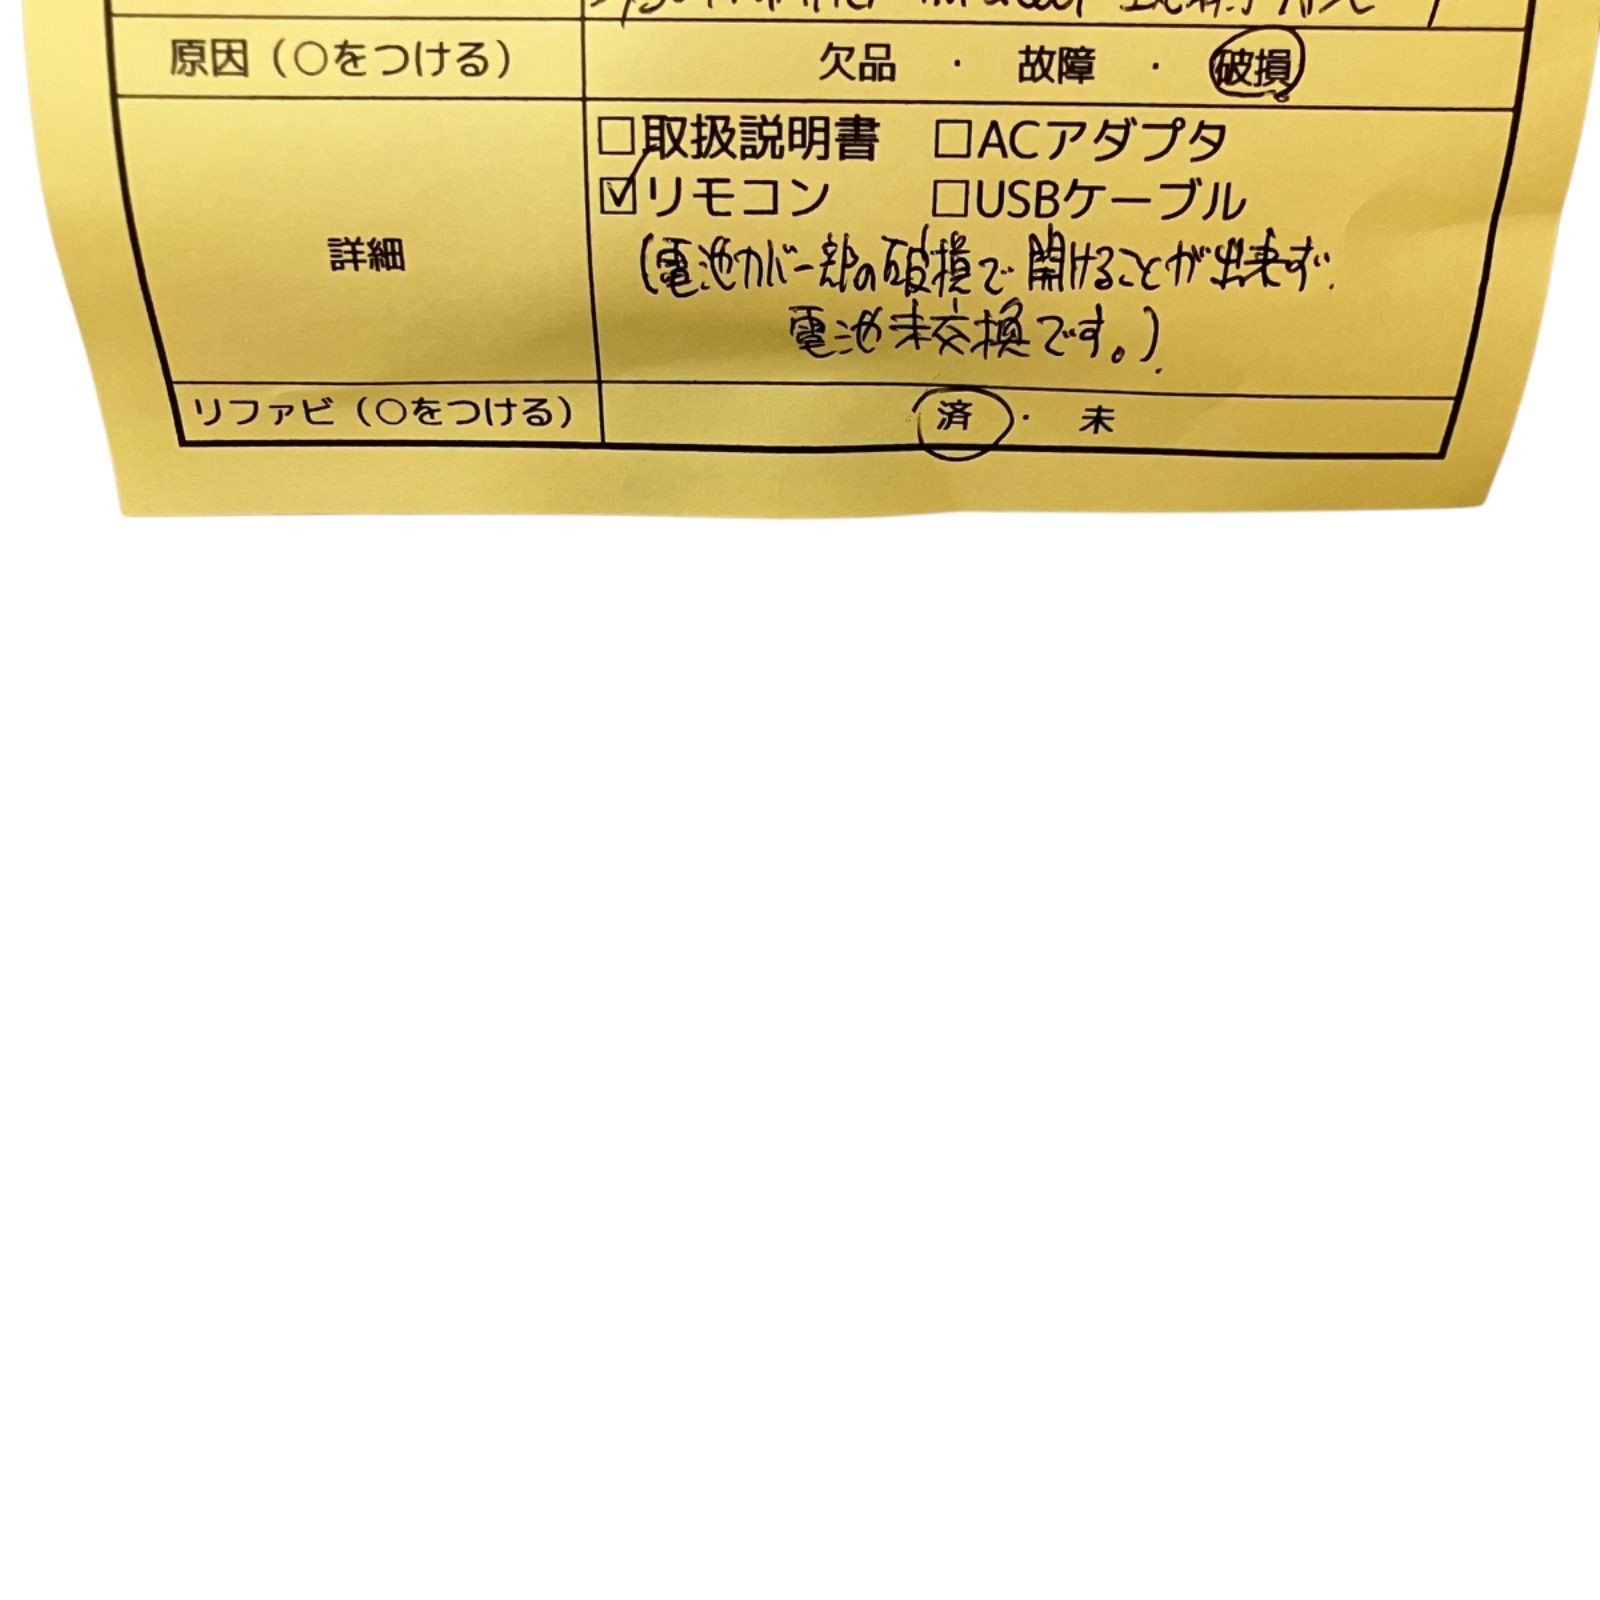 原因（○をつける） 欠品 ・ 故障 ・ 破損
□取扱説明書 □ACアダプタ
☑リモコン □USBケーブル
詳細
(電池カバー部の破損で開けることが出来ず.
電池未交換です。)
リファビ（○をつける） 済 ・ 未